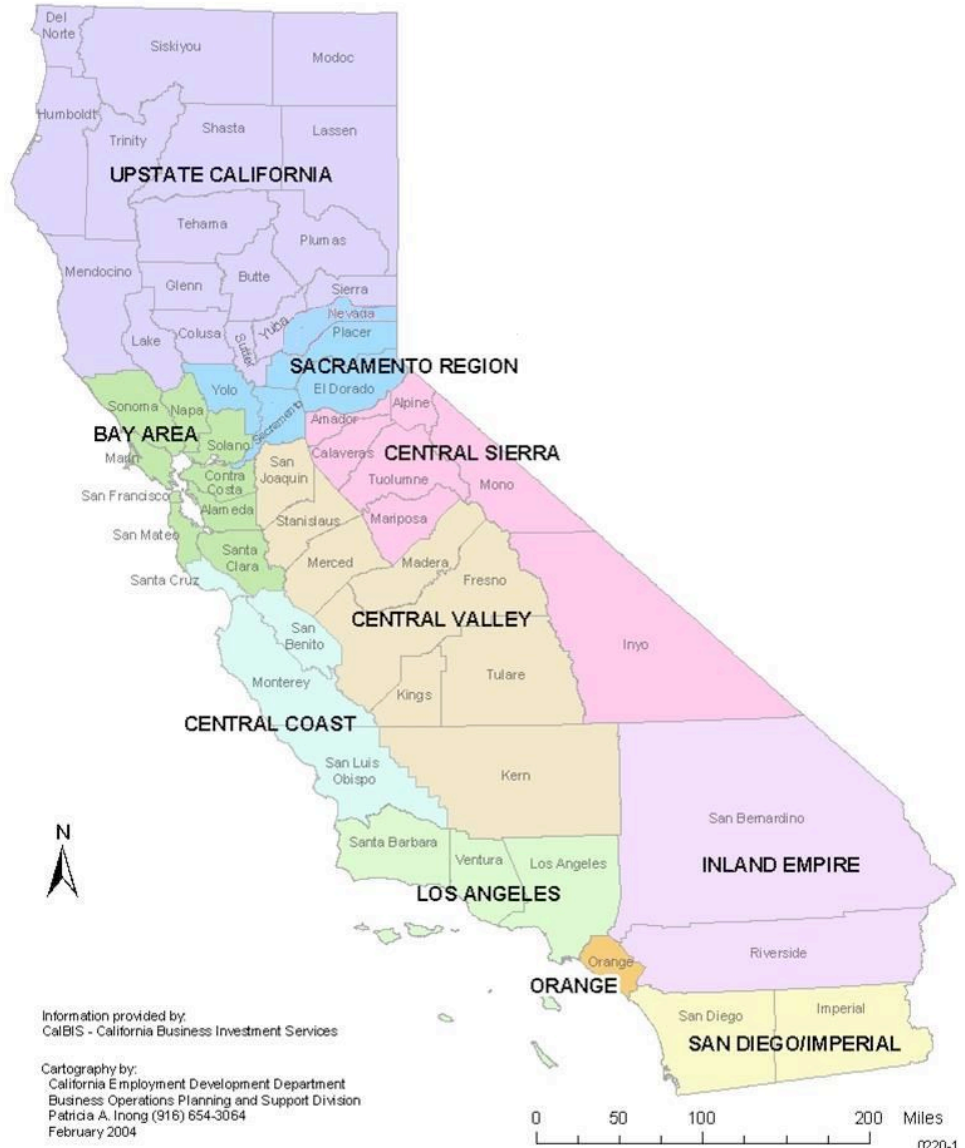 Del
Norte
Siskiyou
Modoc
Humboldt
Trinity
Shasta
Lassen
UPSTATE CALIFORNIA
Tehama
Plumas
Mendocino
Glenn
Butte
Sierra
Lake
Colusa
Sutter
Yuba
Nevada
Placer
SACRAMENTO REGION
Yolo
El Dorado
Sacramento
Sonoma
Napa
BAY AREA
Solano
Marin
Amador
Alpine
Calaveras
CENTRAL SIERRA
Tuolumne
Mono
Mariposa
San
Joaquin
Contra
Costa
San Francisco
Alameda
Stanislaus
San Mateo
Santa
Clara
Merced
Madera
Santa Cruz
Fresno
CENTRAL VALLEY
San
Benito
Inyo
Monterey
Kings
Tulare
CENTRAL COAST
San Luis
Obispo
Kern
San Bernardino
N
Santa Barbara
Ventura
Los Angeles
INLAND EMPIRE
LOS ANGELES
Riverside
Orange
ORANGE
San Diego
Imperial
SAN DIEGO/IMPERIAL
Information provided by:
CalBIS - California Business Investment Services
Cartography by:
California Employment Development Department
Business Operations Planning and Support Division
Patricia A. Inong (916) 654-3064
February 2004
0 50 100 200 Miles
0220-1